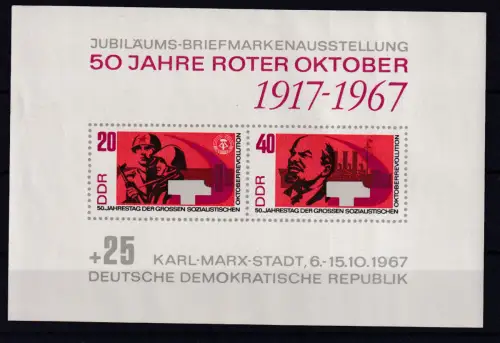 JUBILÄUMS-BRIEFMARKENAUSSTELLUNG
50 JAHRE ROTER OKTOBER
1917-1967
20
DDR
50.JAHRESTAG DER GROSSEN SOZIALISTISCHEN
OKTOBERREVOLUTION
40
DDR
50.JAHRESTAG DER GROSSEN SOZIALISTISCHEN
OKTOBERREVOLUTION
+25 KARL-MARX-STADT, 6.-15.10.1967
DEUTSCHE DEMOKRATISCHE REPUBLIK